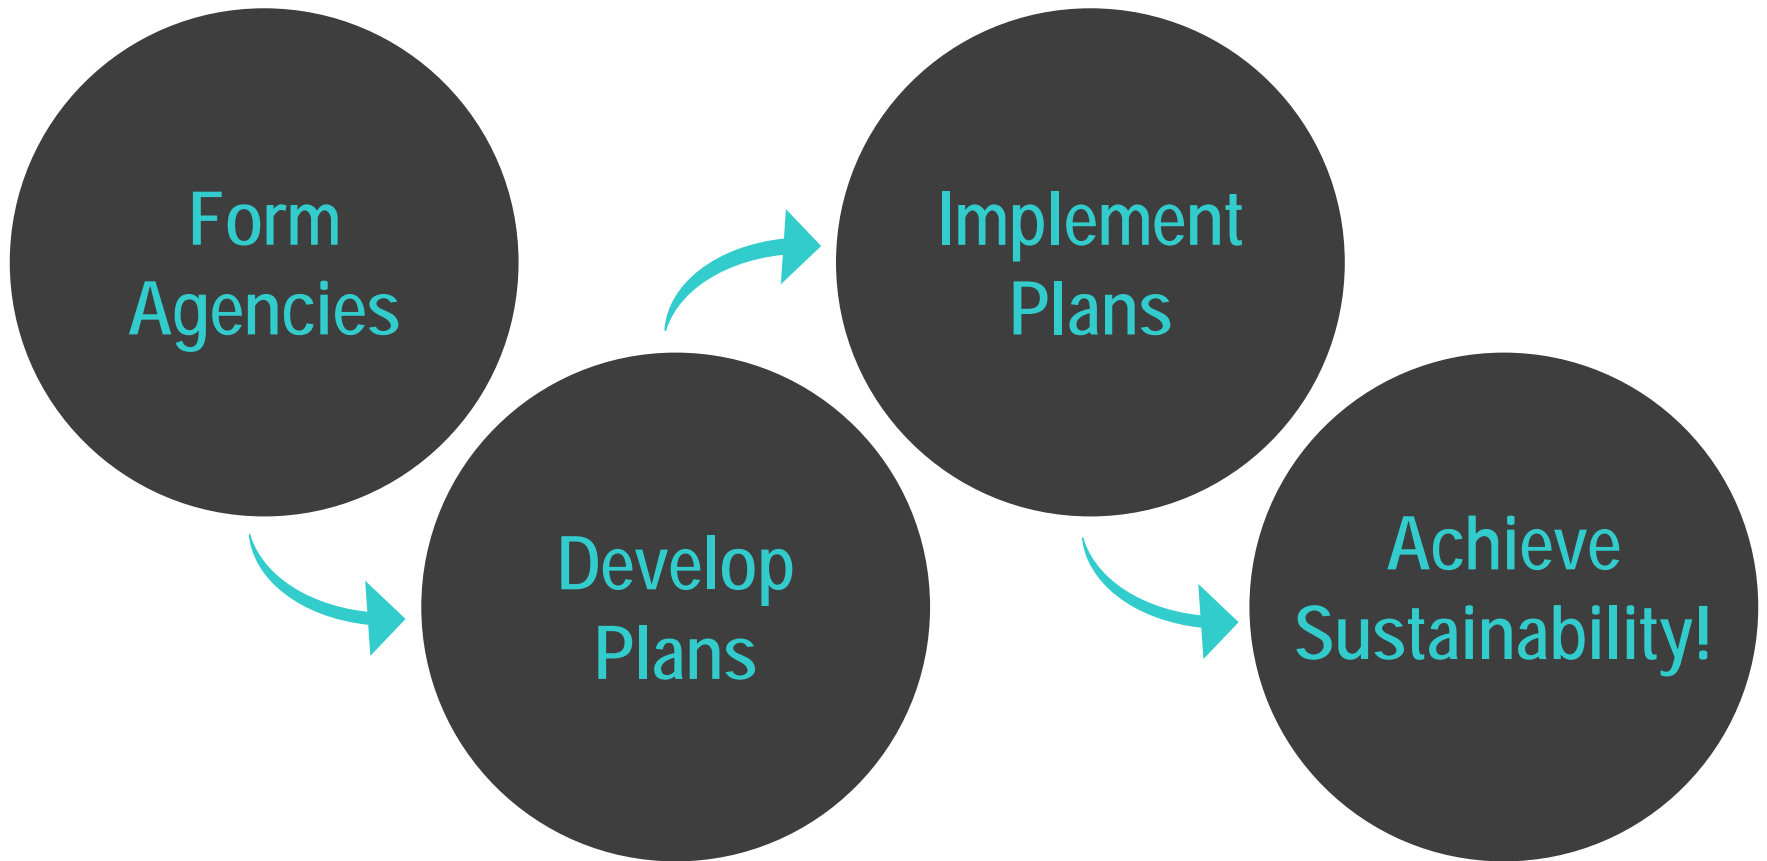 Form
Agencies
Develop
Plans
Implement
Plans
Achieve
Sustainability!